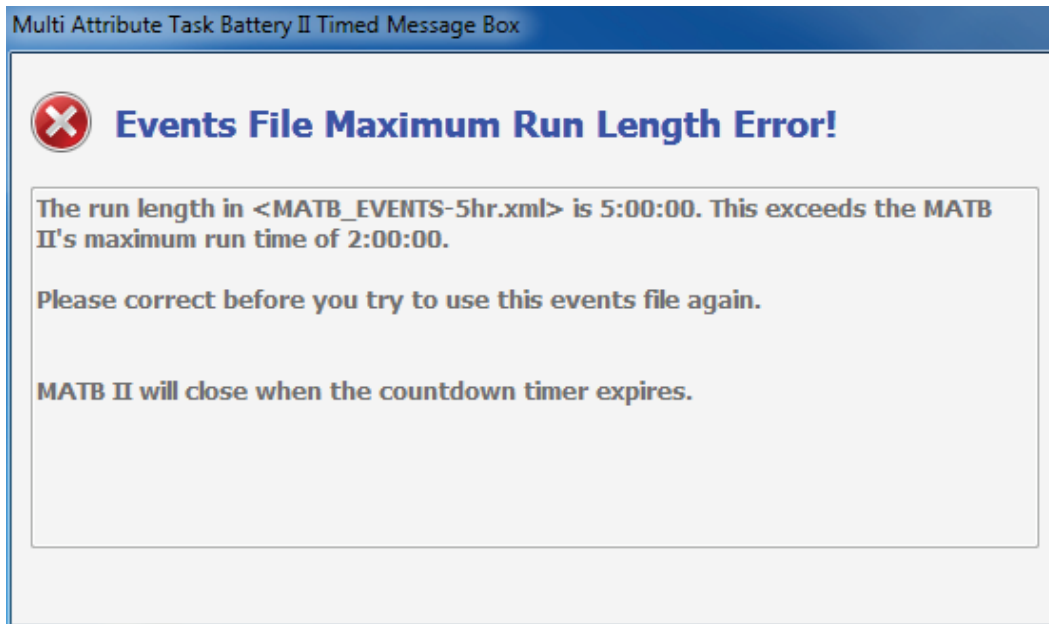 Multi Attribute Task Battery II Timed Message Box
Events File Maximum Run Length Error!
The run length in <MATB_EVENTS-5hr.xml> is 5:00:00. This exceeds the MATB
II's maximum run time of 2:00:00.
Please correct before you try to use this events file again.
MATB II will close when the countdown timer expires.